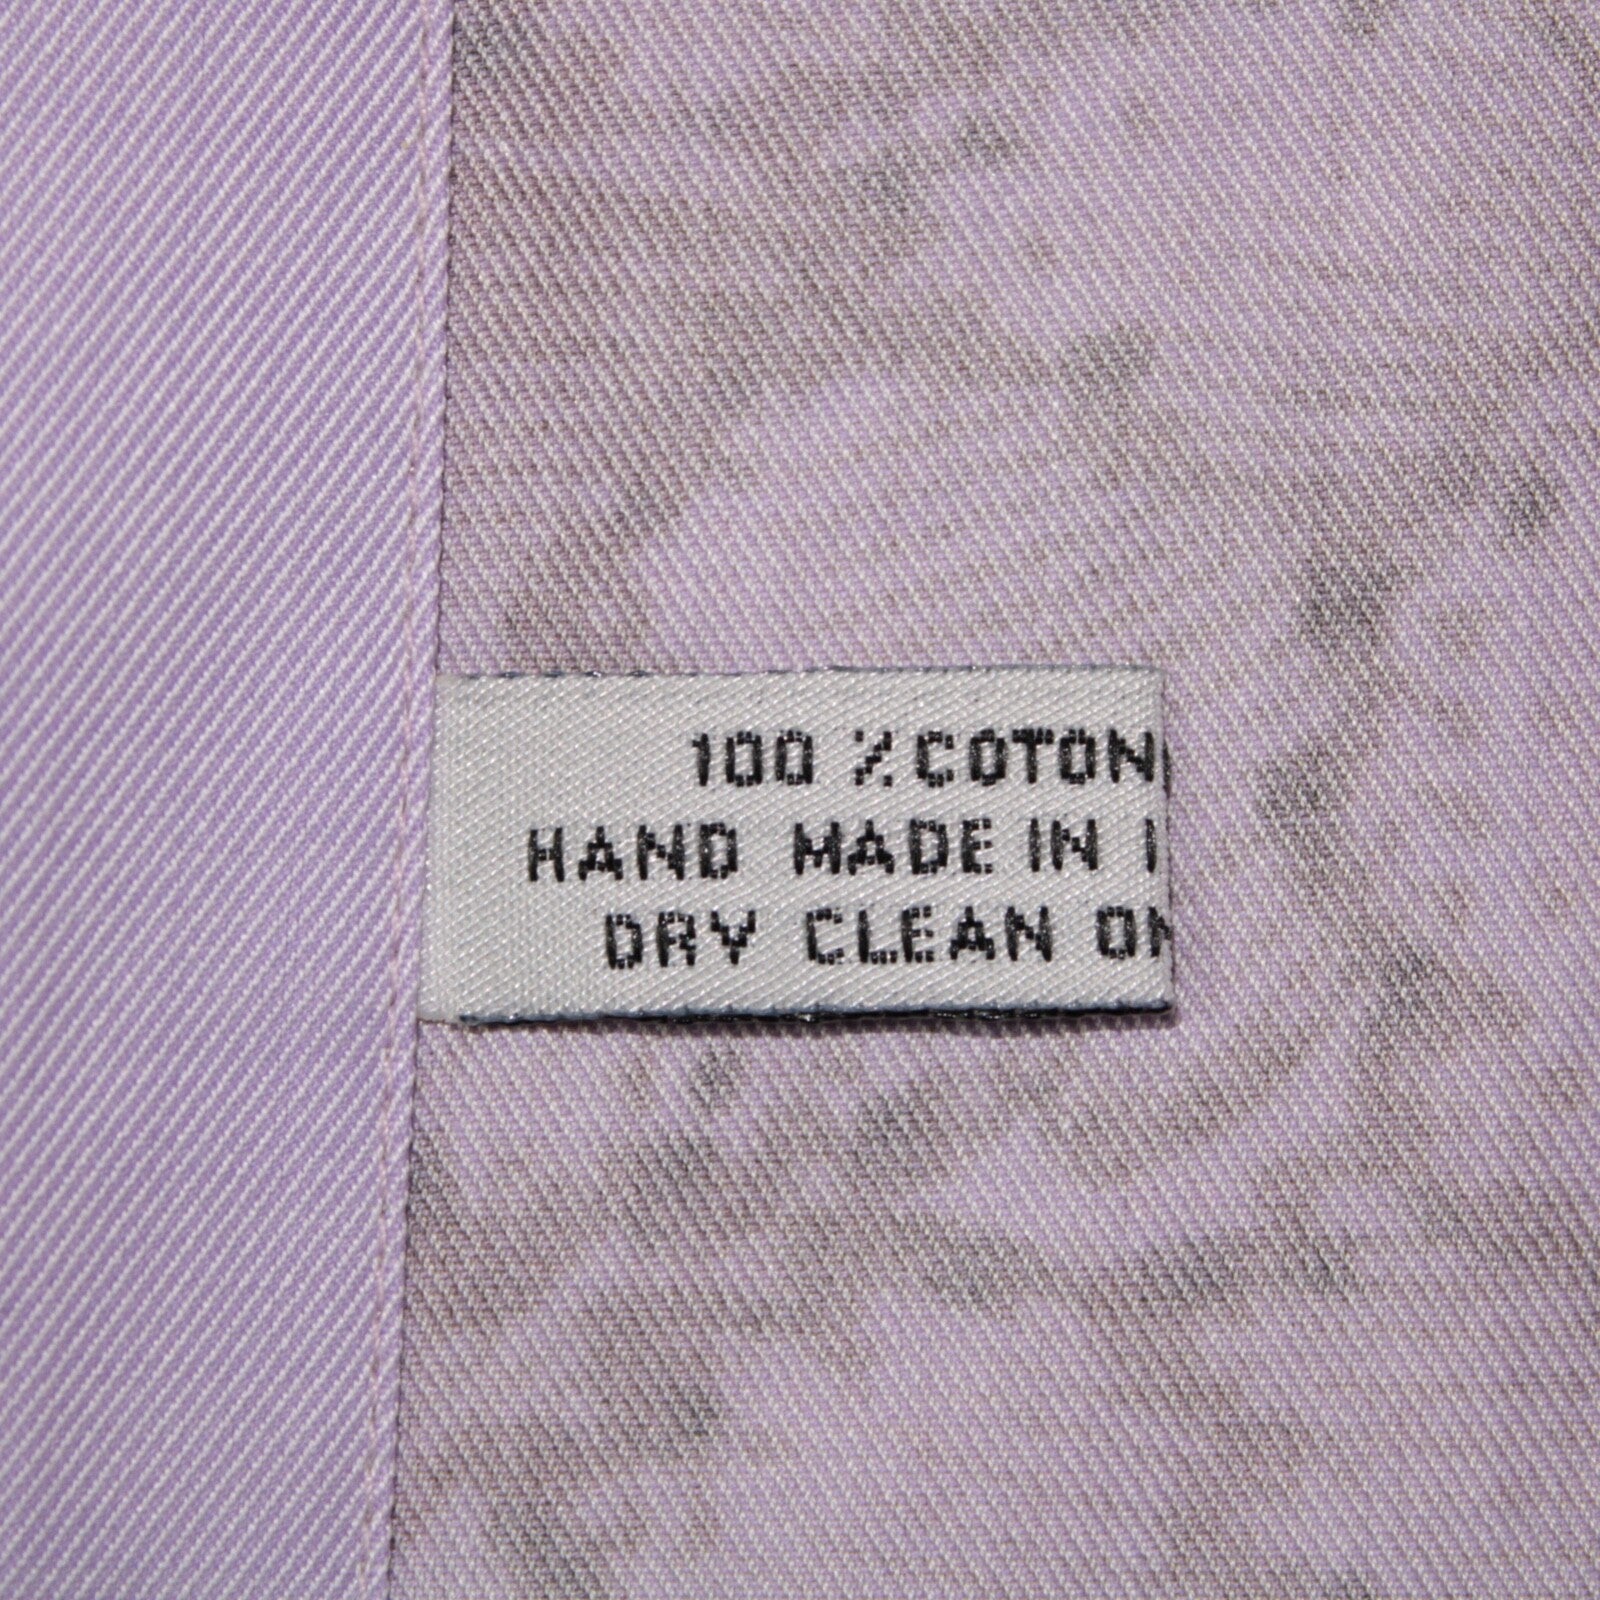 100 % COTON
HAND MADE IN
DRY CLEAN ON